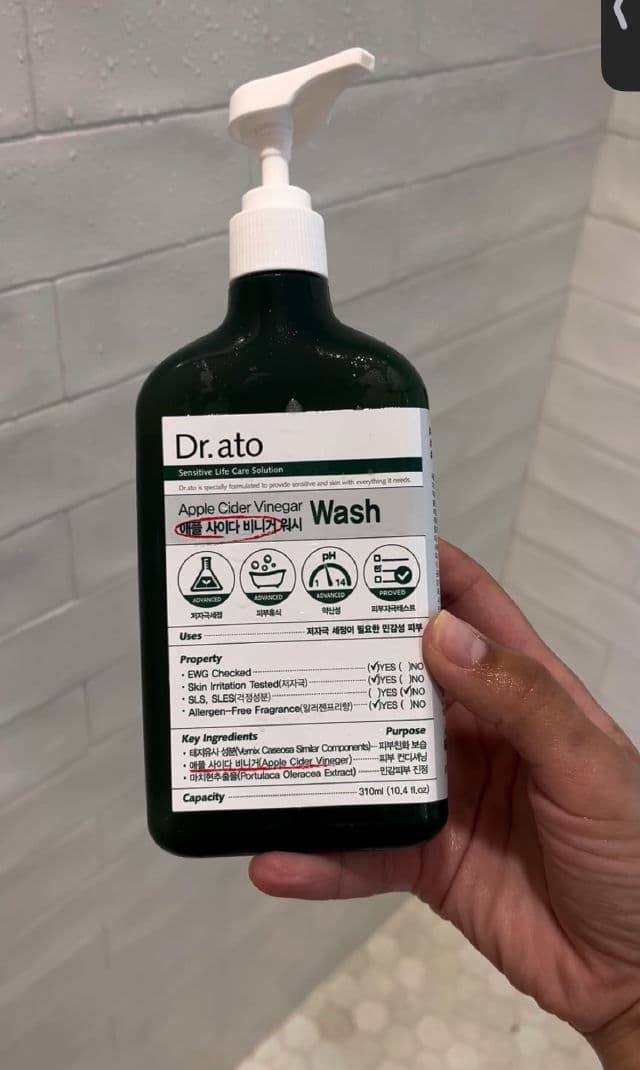 Dr.ato
Sensitive Life Care Solution
Dr.ato is specially formulated to provide sensitive and skin with everything it needs.
Apple Cider Vinegar Wash
애플 사이다 비니거 워시
ADVANCED ADVANCED pH 1 14 ADVANCED PROVED
저자극세정 피부휴식 약산성 피부자극테스트
Uses 저자극 세정이 필요한 민감성 피부
Property
• EWG Checked (✓)YES ( )NO
• Skin Irritation Tested(저자극) (✓)YES ( )NO
• SLS, SLES(걱정성분) ( )YES (✓)NO
• Allergen-Free Fragrance(알러젠프리향) (✓)YES ( )NO
Key Ingredients Purpose
• 태지유사 성분(Vernix Caseosa Similar Components) 피부친화 보습
• 애플 사이다 비니거(Apple Cider Vineger) 피부 컨디셔닝
• 마치현추출물(Portulaca Oleracea Extract) 민감피부 진정
Capacity 310ml (10.4 fl.oz)